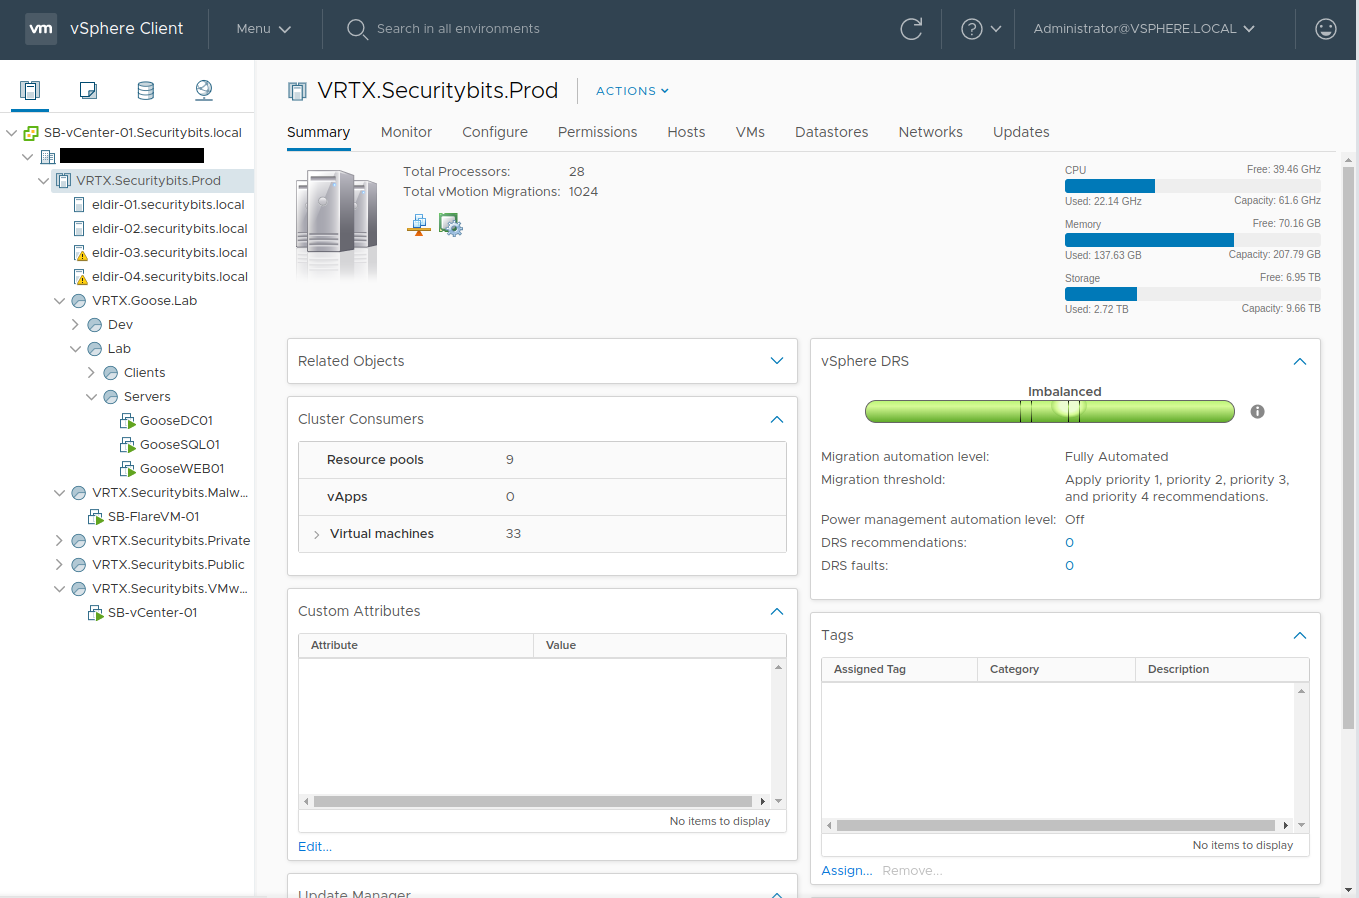 vm vSphere Client Menu Search in all environments ? Administrator@VSPHERE.LOCAL
SB-vCenter-01.Securitybits.local
VRTX.Securitybits.Prod
eldir-01.securitybits.local
eldir-02.securitybits.local
eldir-03.securitybits.local
eldir-04.securitybits.local
VRTX.Goose.Lab
Dev
Lab
Clients
Servers
GooseDC01
GooseSQL01
GooseWEB01
VRTX.Securitybits.Malw...
SB-FlareVM-01
VRTX.Securitybits.Private
VRTX.Securitybits.Public
VRTX.Securitybits.VMw...
SB-vCenter-01
VRTX.Securitybits.Prod ACTIONS
Summary Monitor Configure Permissions Hosts VMs Datastores Networks Updates
Total Processors: 28
Total vMotion Migrations: 1024
CPU Free: 39.46 GHz
Used: 22.14 GHz Capacity: 61.6 GHz
Memory Free: 70.16 GB
Used: 137.63 GB Capacity: 207.79 GB
Storage Free: 6.95 TB
Used: 2.72 TB Capacity: 9.66 TB
Related Objects
Cluster Consumers
Resource pools 9
vApps 0
Virtual machines 33
Custom Attributes
Attribute Value
No items to display
Edit...
Update Manager
vSphere DRS
Imbalanced
Migration automation level: Fully Automated
Migration threshold: Apply priority 1, priority 2, priority 3,
and priority 4 recommendations.
Power management automation level: Off
DRS recommendations: 0
DRS faults: 0
Tags
Assigned Tag Category Description
No items to display
Assign... Remove...